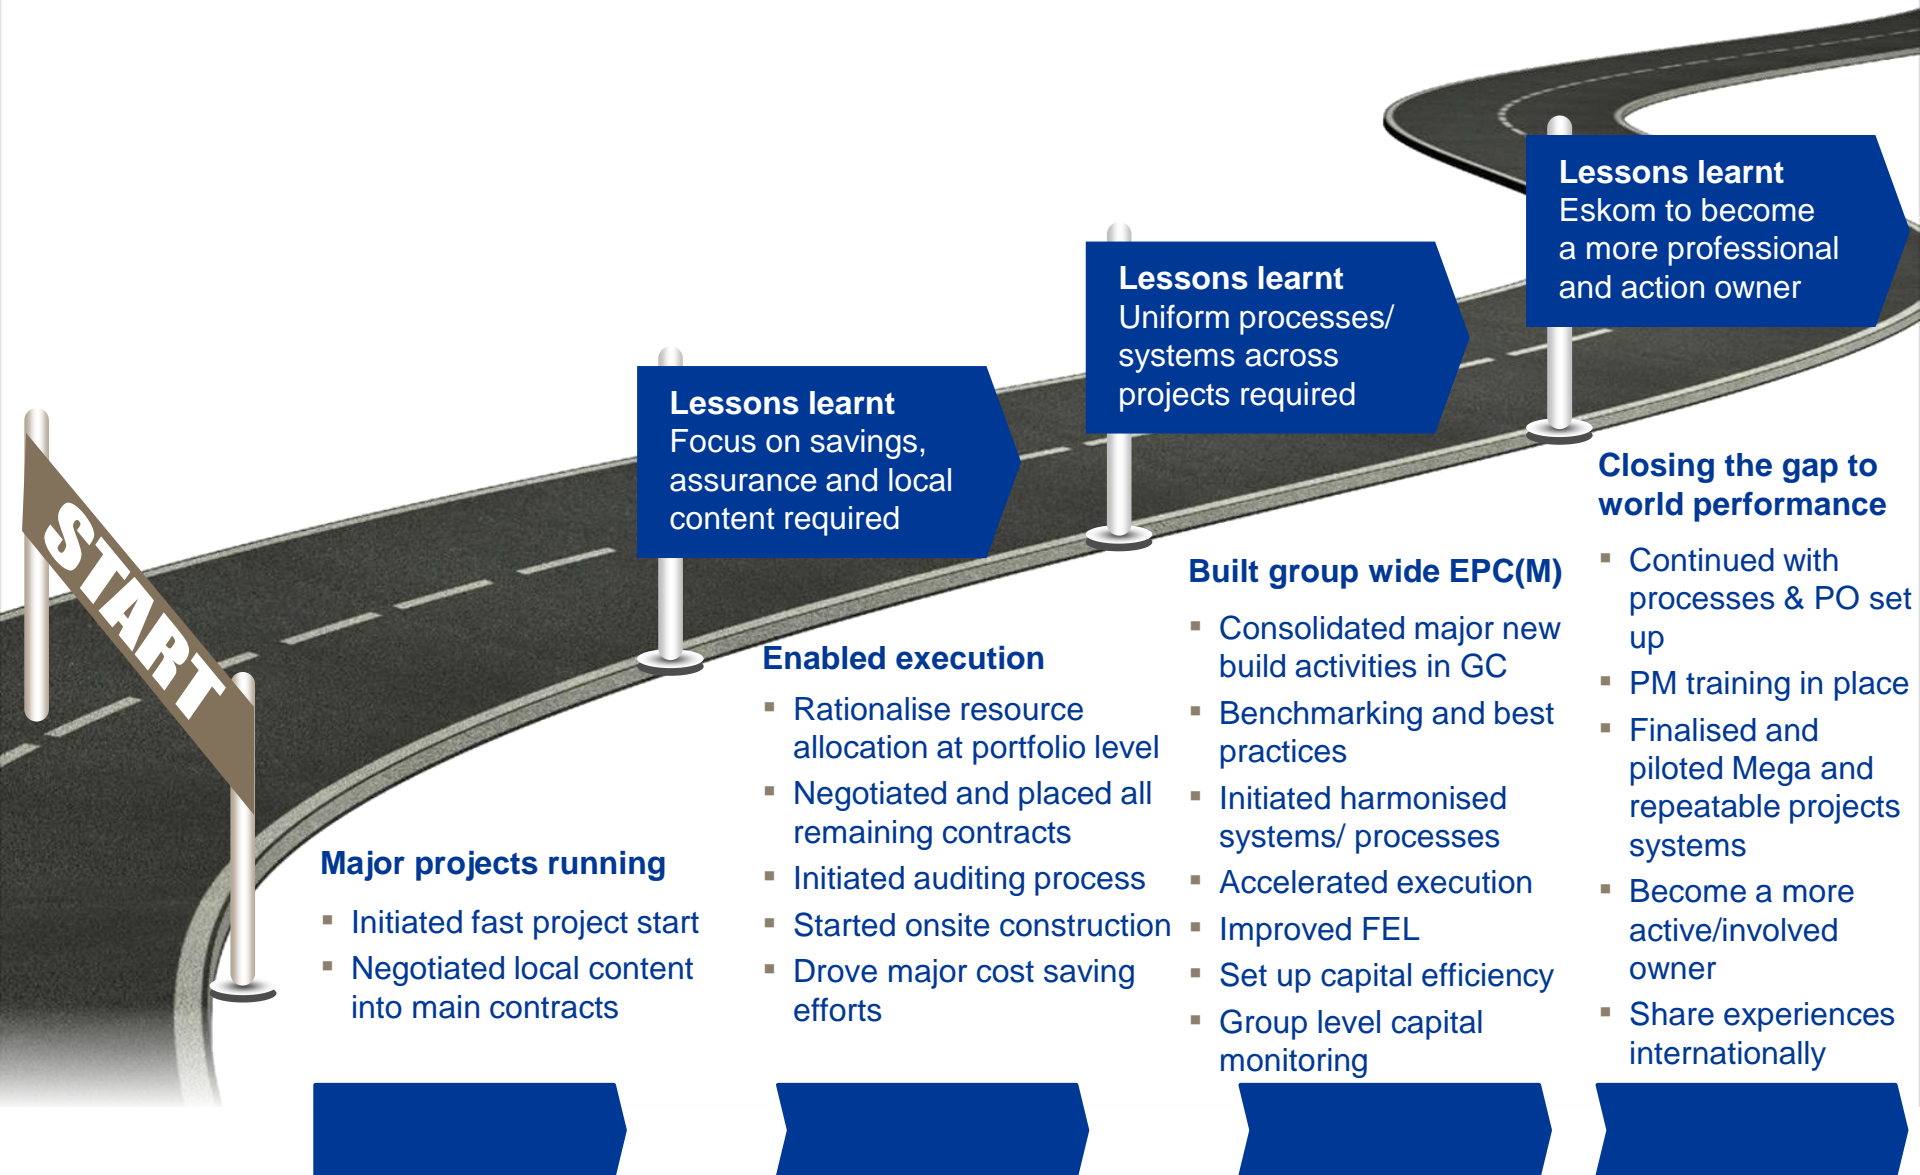 START
Lessons learnt
Focus on savings,
assurance and local
content required
Lessons learnt
Uniform processes/
systems across
projects required
Lessons learnt
Eskom to become
a more professional
and action owner
Major projects running
Initiated fast project start
Negotiated local content
into main contracts
Enabled execution
Rationalise resource
allocation at portfolio level
Negotiated and placed all
remaining contracts
Initiated auditing process
Started onsite construction
Drove major cost saving
efforts
Built group wide EPC(M)
Consolidated major new
build activities in GC
Benchmarking and best
practices
Initiated harmonised
systems/ processes
Accelerated execution
Improved FEL
Set up capital efficiency
Group level capital
monitoring
Closing the gap to
world performance
Continued with
processes & PO set
up
PM training in place
Finalised and
piloted Mega and
repeatable projects
systems
Become a more
active/involved
owner
Share experiences
internationally